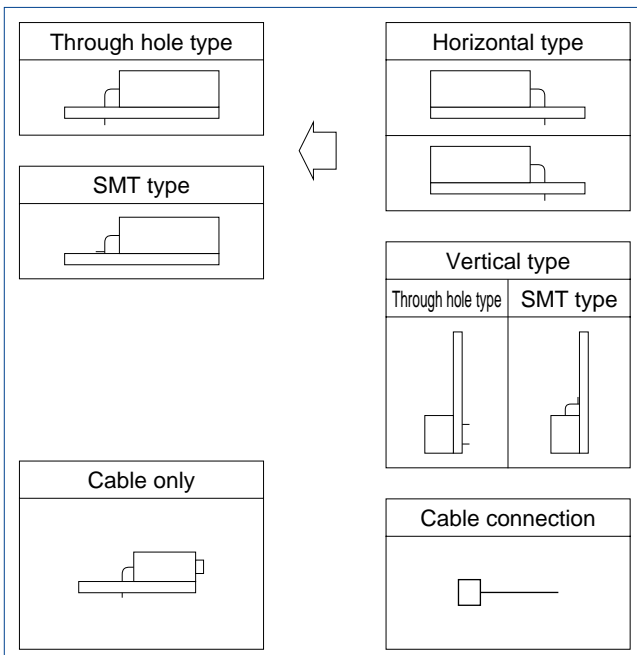 Through hole type
SMT type
Cable only
Horizontal type
Vertical type
Through hole type
SMT type
Cable connection